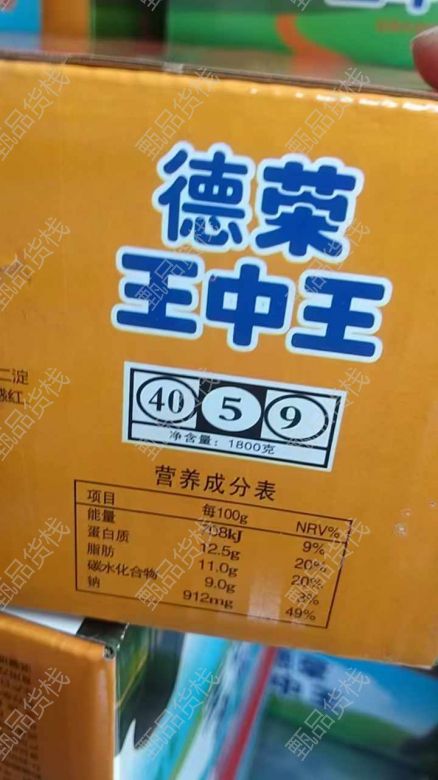 德荣
王中王
二淀
40 5 9
净含量：1800克
营养成分表
项目 每100g NRV%
能量 9%
蛋白质 12.5g 20%
脂肪 11.0g 20%
碳水化合物 9.0g 3%
钠 912mg 49%
甄品货栈